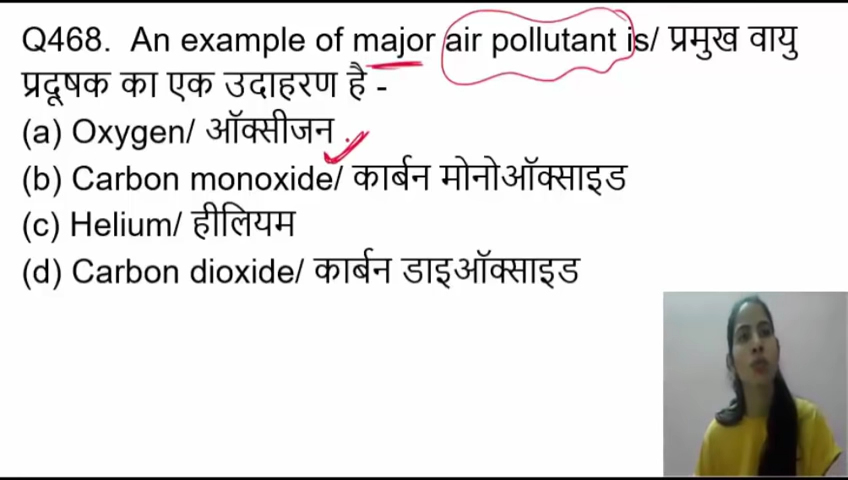 Q468. An example of major air pollutant is/ प्रमुख वायु
प्रदूषक का एक उदाहरण है -
(a) Oxygen/ ऑक्सीजन
(b) Carbon monoxide/ कार्बन मोनोऑक्साइड
(c) Helium/ हीलियम
(d) Carbon dioxide/ कार्बन डाइऑक्साइड